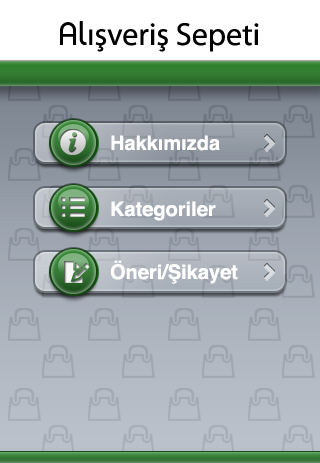 Alışveriş Sepeti
Hakkımızda
Kategoriler
Öneri/Şikayet